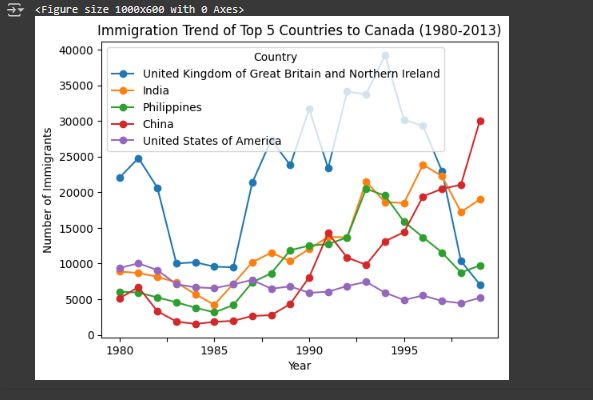 <Figure size 1000x600 with 0 Axes>
Immigration Trend of Top 5 Countries to Canada (1980-2013)
Country
United Kingdom of Great Britain and Northern Ireland
India
Philippines
China
United States of America
Number of Immigrants
40000
35000
30000
25000
20000
15000
10000
5000
0
1980
1985
1990
1995
Year